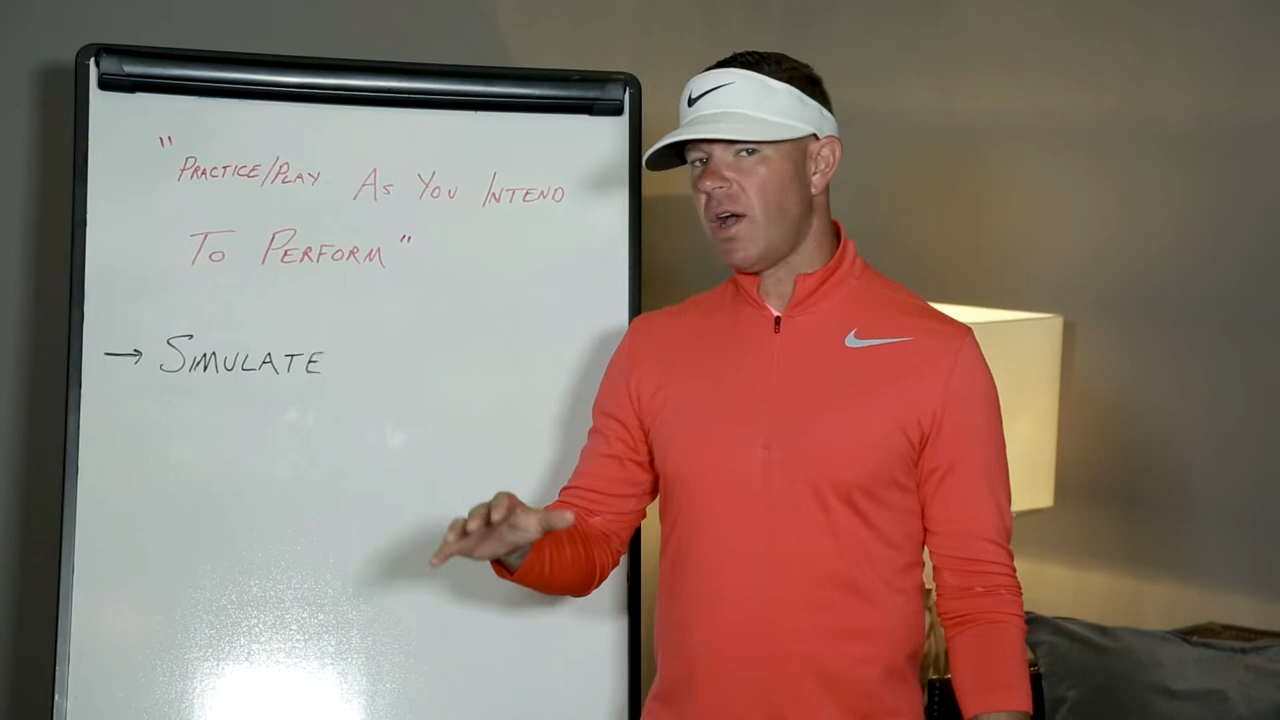 "PRACTICE/PLAY AS YOU INTEND
TO PERFORM"
→ SIMULATE